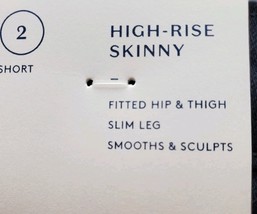 2
SHORT
HIGH-RISE
SKINNY
FITTED HIP & THIGH
SLIM LEG
SMOOTHS & SCULPTS